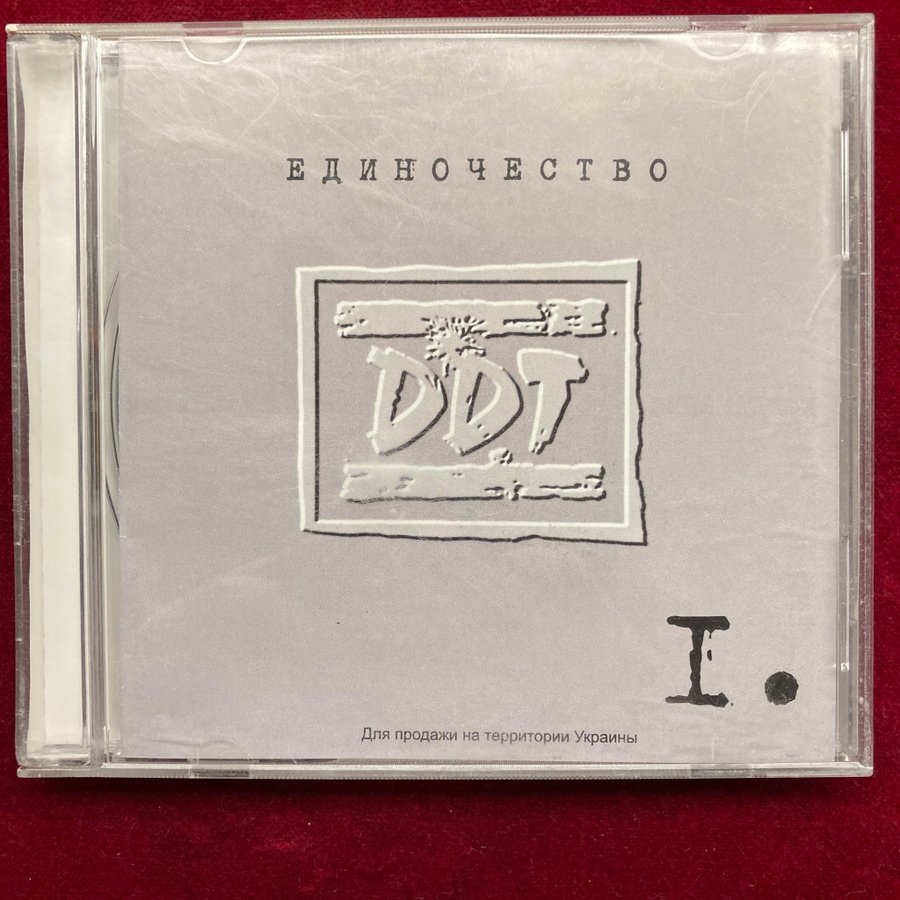 ЕДИНОЧЕСТВО
DDT
I.
Для продажи на территории Украины